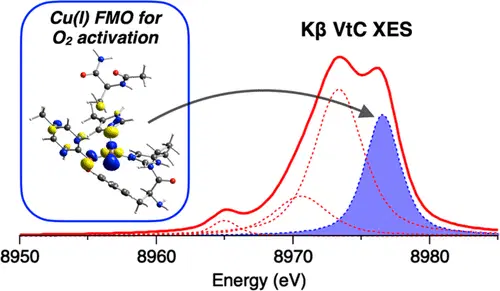 Cu(I) FMO for
O₂ activation
Kβ VtC XES
8950
8960
8970
8980
Energy (eV)